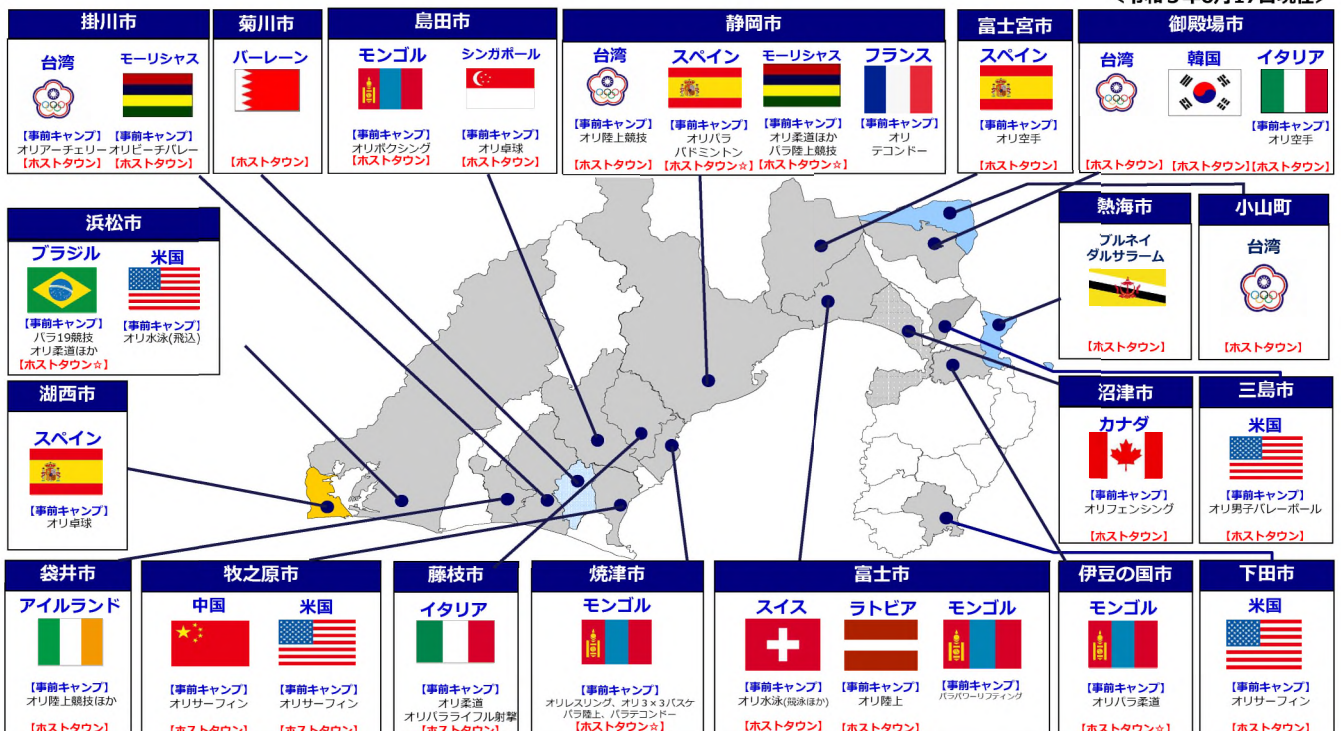 掛川市
台湾
モーリシャス
【事前キャンプ】
オリアーチェリー
【ホストタウン】
【事前キャンプ】
オリビーチバレー
【ホストタウン】
菊川市
バーレーン
【ホストタウン】
島田市
モンゴル
シンガポール
【事前キャンプ】
オリボクシング
【ホストタウン】
【事前キャンプ】
オリ卓球
【ホストタウン】
静岡市
台湾
スペイン
モーリシャス
フランス
【事前キャンプ】
オリ陸上競技
【ホストタウン】
【事前キャンプ】
オリパラ
バドミントン
【ホストタウン☆】
【事前キャンプ】
オリ柔道ほか
パラ陸上競技
【ホストタウン☆】
【事前キャンプ】
オリ
テコンドー
富士宮市
スペイン
【事前キャンプ】
オリ空手
【ホストタウン】
御殿場市
台湾
韓国
イタリア
【ホストタウン】
【ホストタウン】
【事前キャンプ】
オリ空手
【ホストタウン】
浜松市
ブラジル
米国
【事前キャンプ】
パラ19競技
オリ柔道ほか
【ホストタウン☆】
【事前キャンプ】
オリ水泳(飛込)
熱海市
ブルネイ
ダルサラーム
【ホストタウン】
小山町
台湾
【ホストタウン】
湖西市
スペイン
【事前キャンプ】
オリ卓球
沼津市
カナダ
【事前キャンプ】
オリフェンシング
【ホストタウン】
三島市
米国
【事前キャンプ】
オリ男子バレーボール
【ホストタウン】
袋井市
アイルランド
【事前キャンプ】
オリ陸上競技ほか
【ホストタウン】
牧之原市
中国
米国
【事前キャンプ】
オリサーフィン
【ホストタウン】
【事前キャンプ】
オリサーフィン
【ホストタウン】
藤枝市
イタリア
【事前キャンプ】
オリ柔道
オリパラライフル射撃
【ホストタウン】
焼津市
モンゴル
【事前キャンプ】
オリレスリング、オリ３×３バスケ
パラ陸上、パラテコンドー
【ホストタウン☆】
富士市
スイス
ラトビア
モンゴル
【事前キャンプ】
オリ水泳(競泳ほか)
【ホストタウン】
【事前キャンプ】
オリ陸上
【ホストタウン】
【事前キャンプ】
パラパワーリフティング
伊豆の国市
モンゴル
【事前キャンプ】
オリパラ柔道
【ホストタウン☆】
下田市
米国
【事前キャンプ】
オリサーフィン
【ホストタウン】